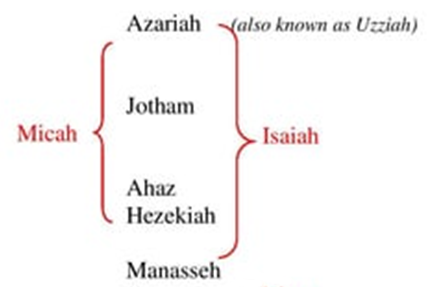 Azariah (also known as Uzziah)
Jotham
Micah
Isaiah
Ahaz
Hezekiah
Manasseh